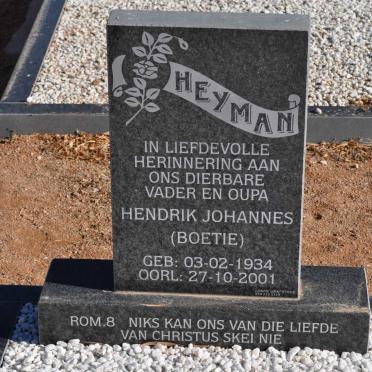 HEYMAN
IN LIEFDEVOLLE
HERINNERING AAN
ONS DIERBARE
VADER EN OUPA
HENDRIK JOHANNES
(BOETIE)
GEB: 03-02-1934
OORL: 27-10-2001
ROM.8 NIKS KAN ONS VAN DIE LIEFDE
VAN CHRISTUS SKEI NIE